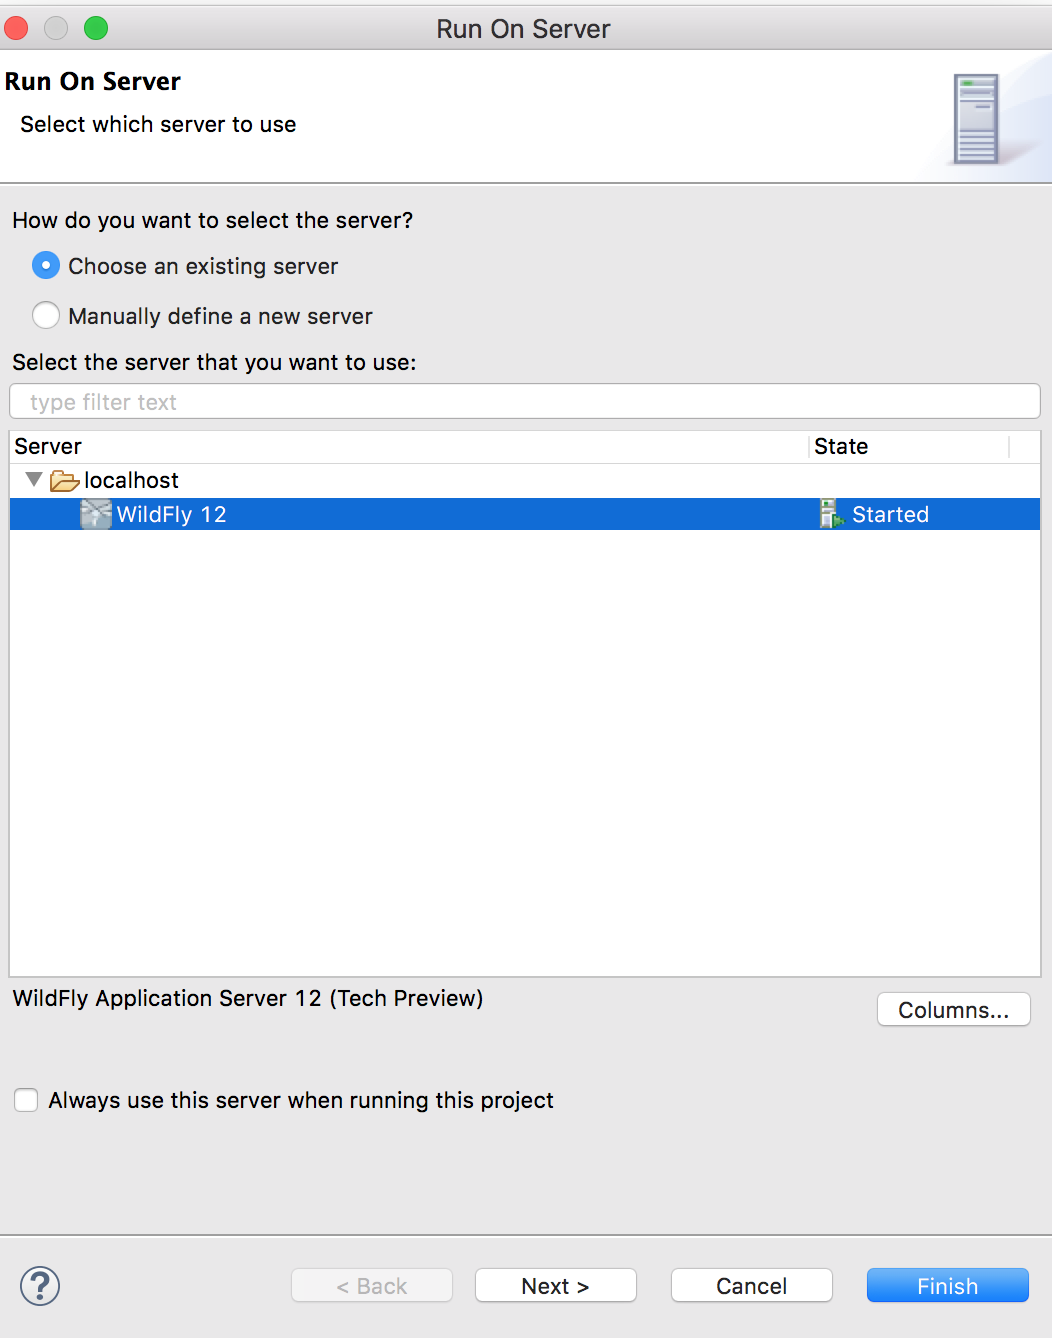 Run On Server
Run On Server
Select which server to use
How do you want to select the server?
Choose an existing server
Manually define a new server
Select the server that you want to use:
type filter text
Server State
localhost
WildFly 12 Started
WildFly Application Server 12 (Tech Preview)
Columns...
Always use this server when running this project
? < Back Next > Cancel Finish